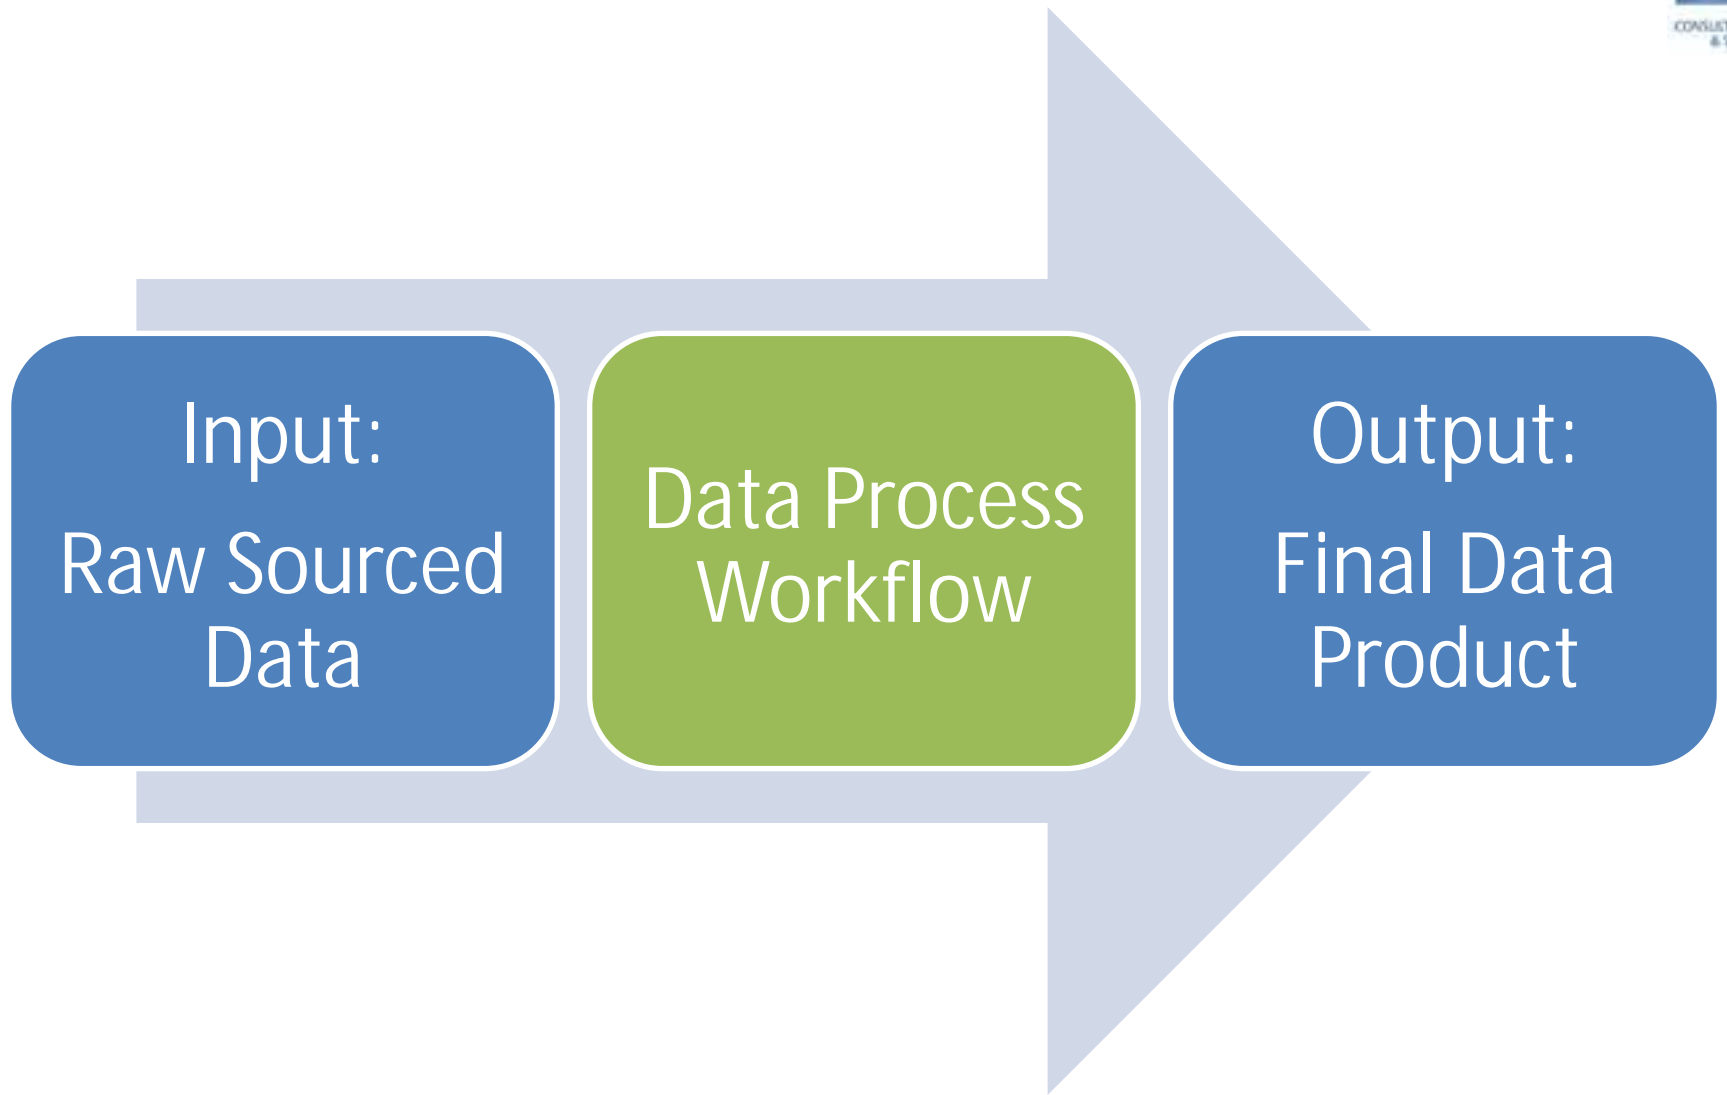 Input:
Raw Sourced
Data
Data Process
Workflow
Output:
Final Data
Product